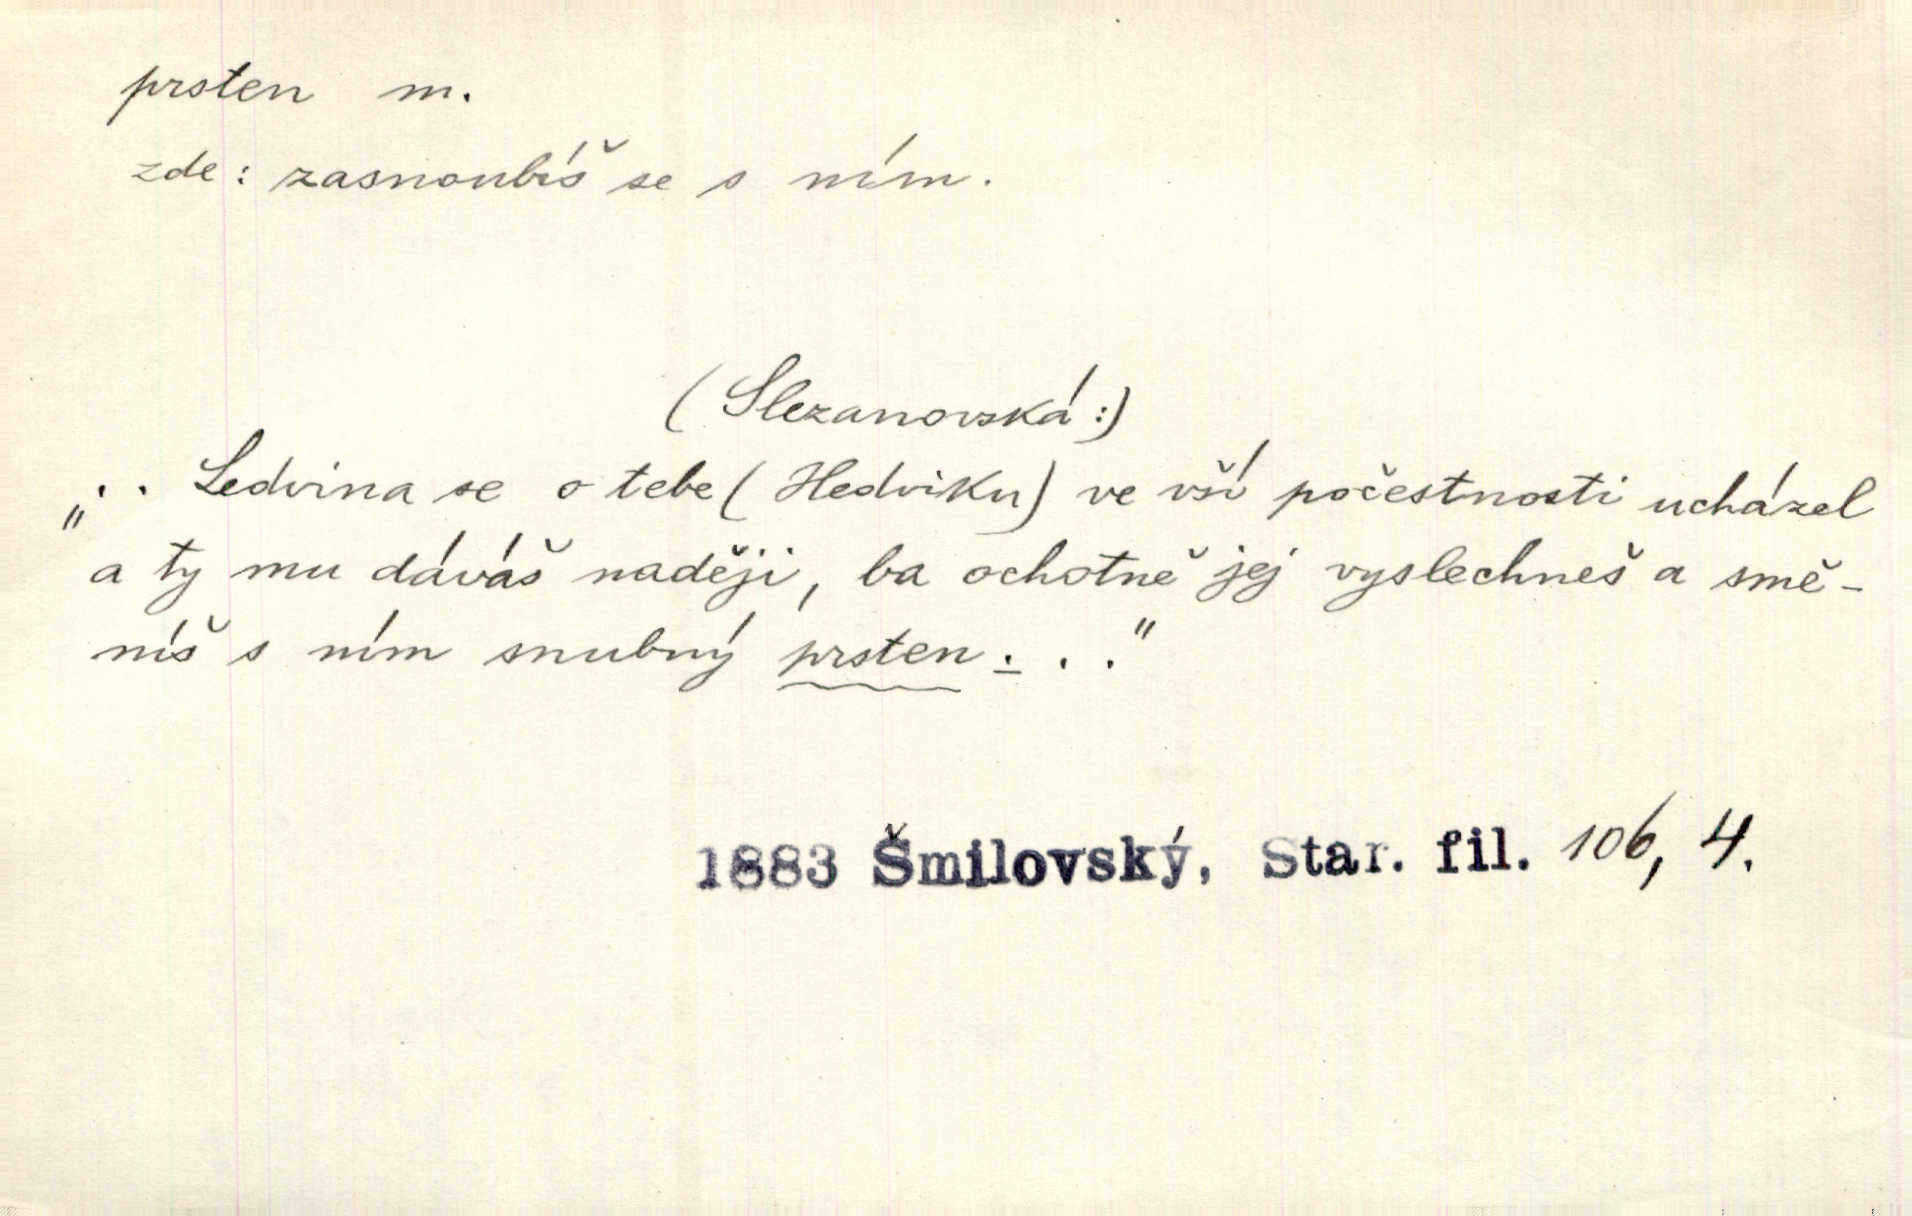 prsten m.
zde: zasnoubíš se s ním.
(Slezanovská:)
„.. Ledvina se o tebe (Hedviku) ve vší počestnosti ucházel
a ty mu dáváš naději, ba ochotně jej vyslechneš a smě-
níš s ním snubný prsten . . .“
1883 Šmilovský, Star. fil. 106, 4.